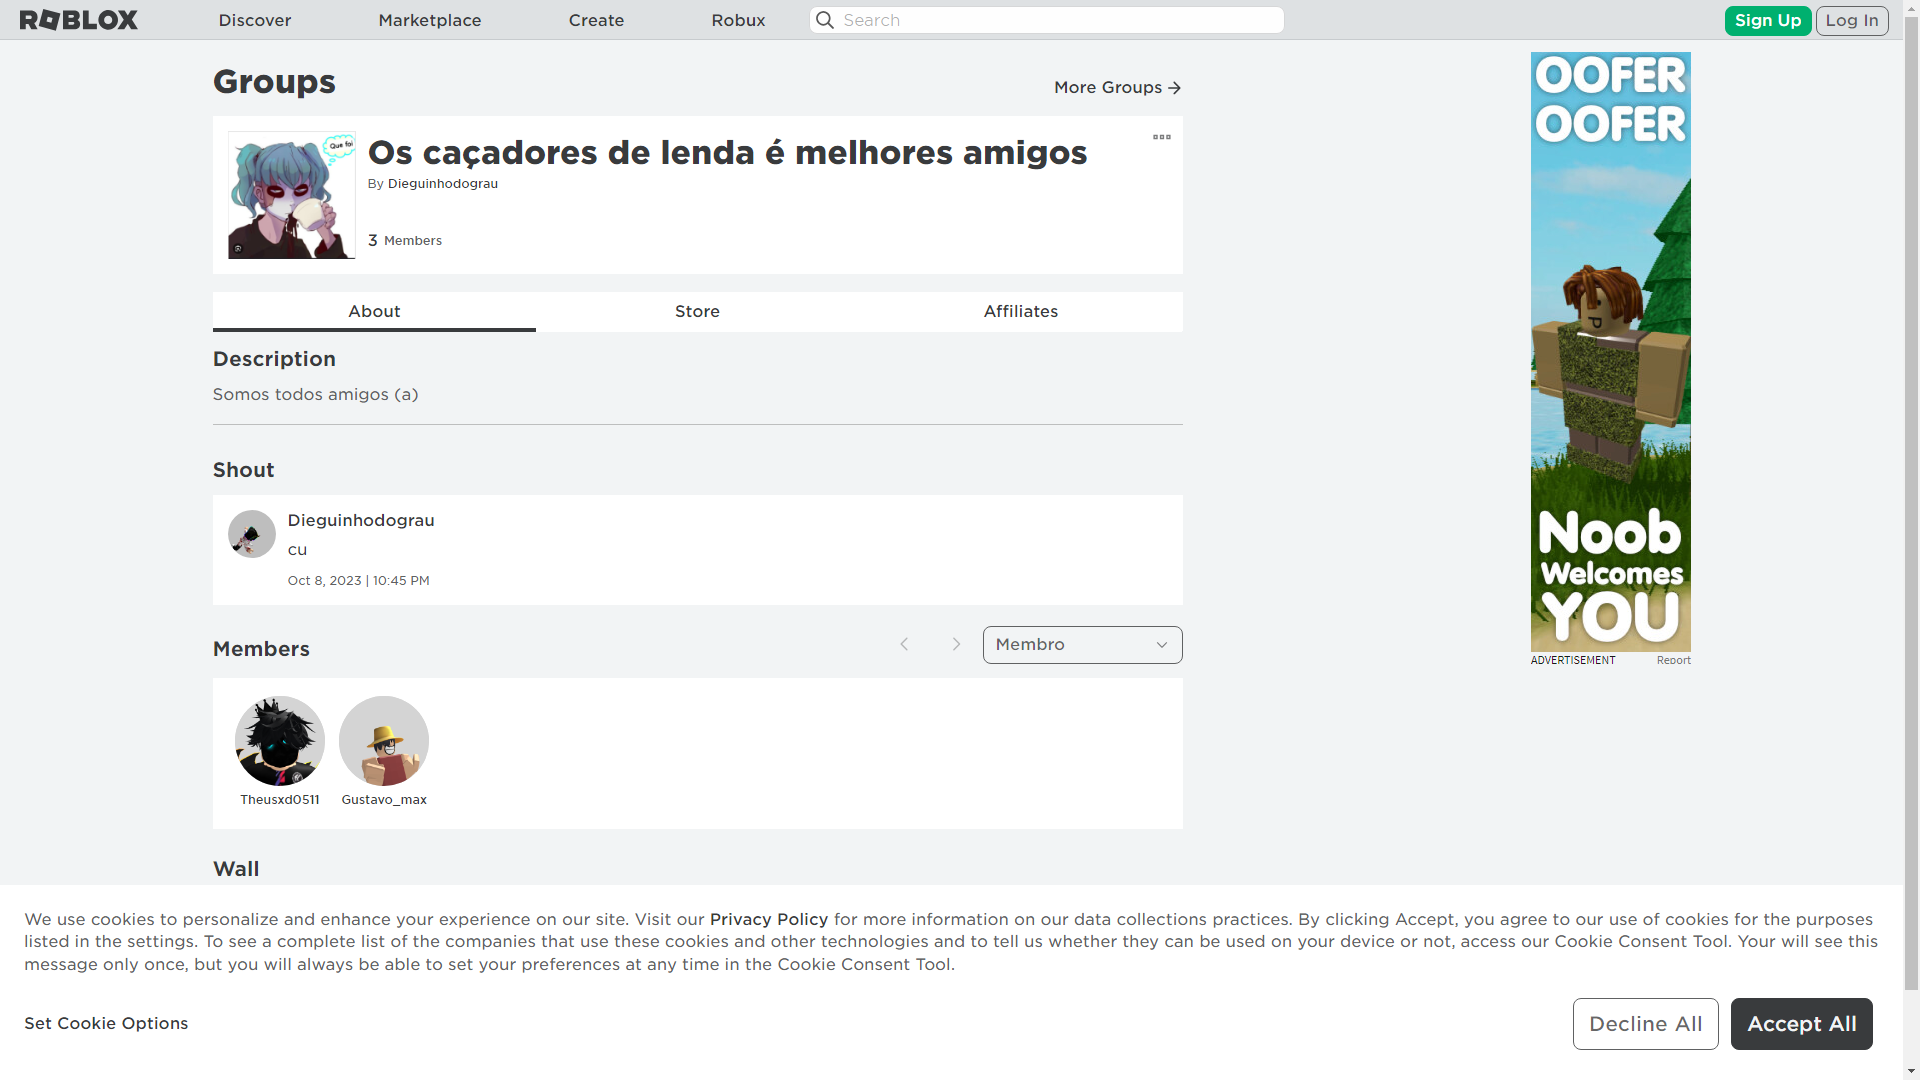 ROBLOX
Discover
Marketplace
Create
Robux
Search
Sign Up
Log In
Groups
More Groups
Que foi
Os caçadores de lenda é melhores amigos
By Dieguinhodograu
3 Members
About
Store
Affiliates
Description
Somos todos amigos (a)
Shout
Dieguinhodograu
cu
Oct 8, 2023 | 10:45 PM
Members
Membro
Theusxd0511
Gustavo_max
Wall
OOFER
OOFER
Noob
Welcomes
YOU
ADVERTISEMENT
Report
We use cookies to personalize and enhance your experience on our site. Visit our Privacy Policy for more information on our data collections practices. By clicking Accept, you agree to our use of cookies for the purposes
listed in the settings. To see a complete list of the companies that use these cookies and other technologies and to tell us whether they can be used on your device or not, access our Cookie Consent Tool. Your will see this
message only once, but you will always be able to set your preferences at any time in the Cookie Consent Tool.
Set Cookie Options
Decline All
Accept All